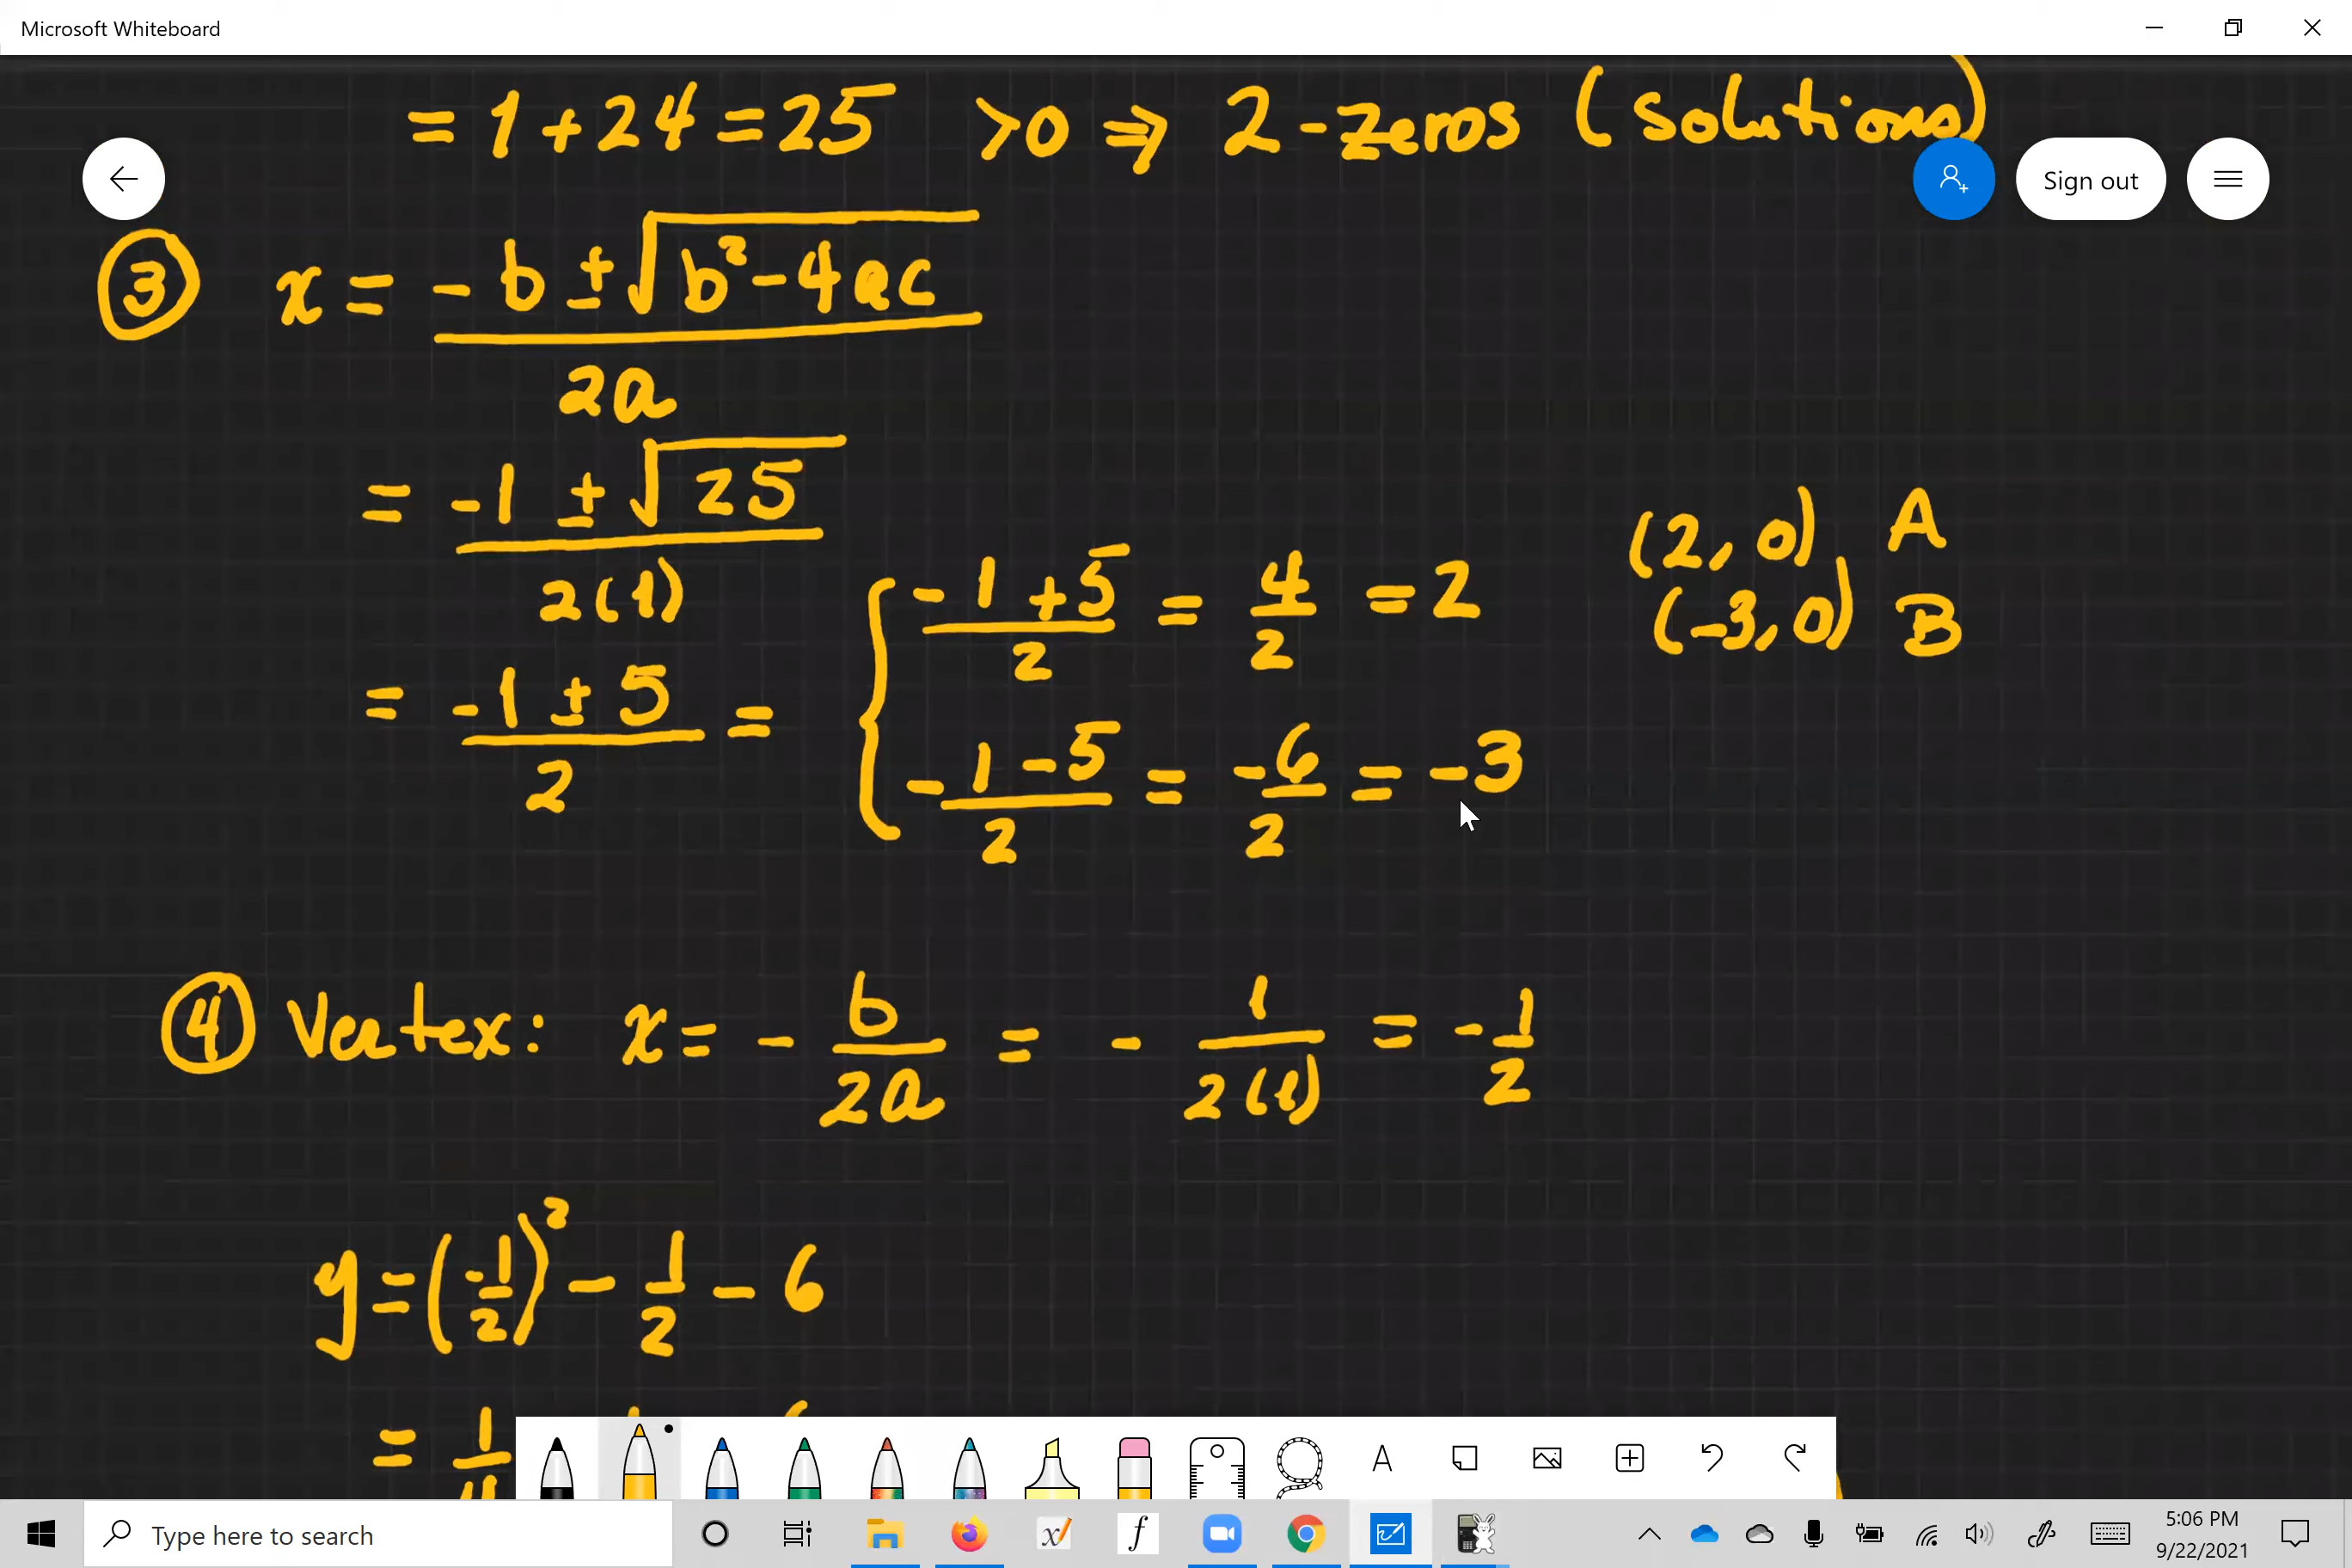 Microsoft Whiteboard
= 1 + 24 = 25 > 0 ⇒ 2 - zeros (solutions)
Sign out
③ x = (-b ± √(b² - 4ac)) / 2a
= (-1 ± √25) / 2(1)
(2, 0) A
(-3, 0) B
= (-1 ± 5) / 2 = { (-1 + 5) / 2 = 4/2 = 2
(-1 - 5) / 2 = -6/2 = -3
④ Vertex: x = - b/2a = - 1/2(1) = - 1/2
y = (-1/2)² - 1/2 - 6
= 1/4
A
Type here to search
5:06 PM
9/22/2021